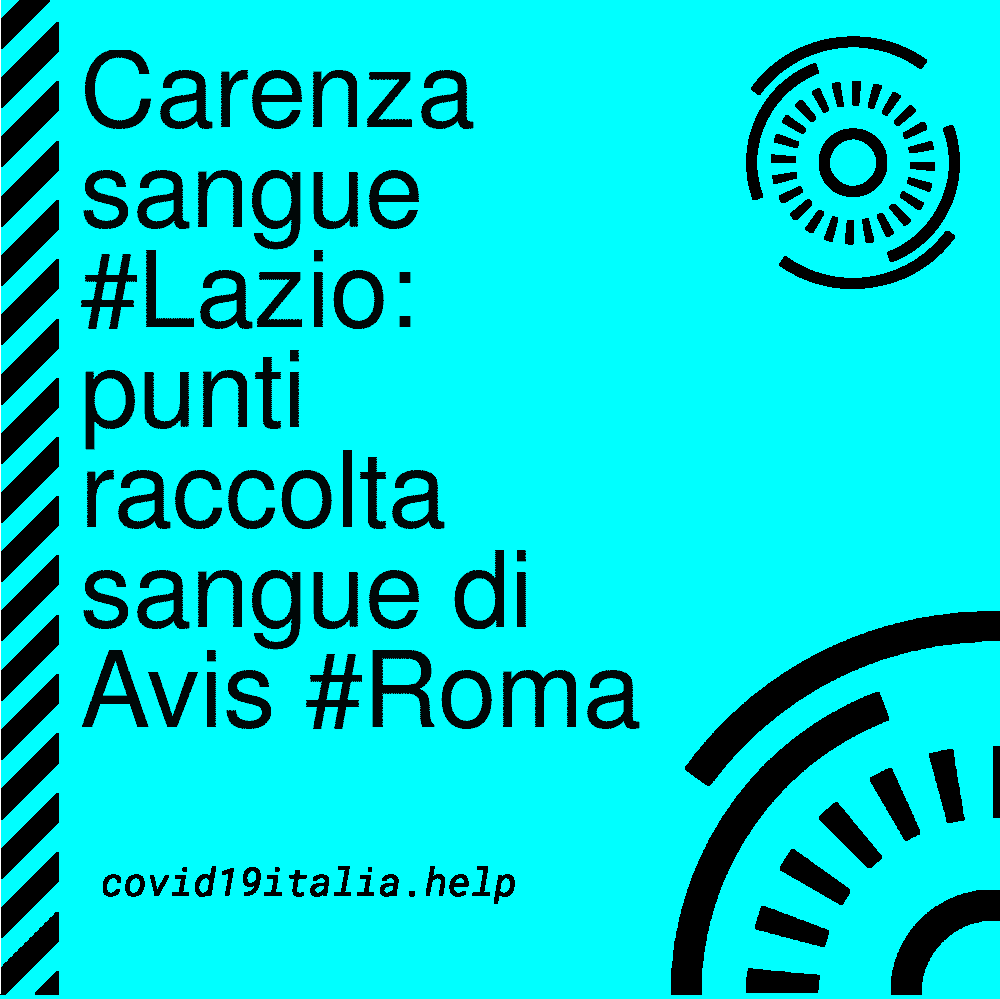 Carenza
sangue
#Lazio:
punti
raccolta
sangue di
Avis #Roma
covid19italia.help